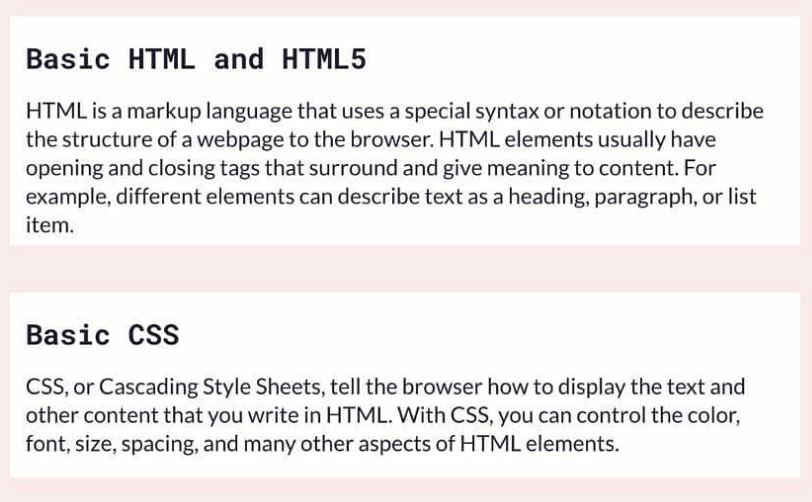 Basic HTML and HTML5
HTML is a markup language that uses a special syntax or notation to describe
the structure of a webpage to the browser. HTML elements usually have
opening and closing tags that surround and give meaning to content. For
example, different elements can describe text as a heading, paragraph, or list
item.
Basic CSS
CSS, or Cascading Style Sheets, tell the browser how to display the text and
other content that you write in HTML. With CSS, you can control the color,
font, size, spacing, and many other aspects of HTML elements.